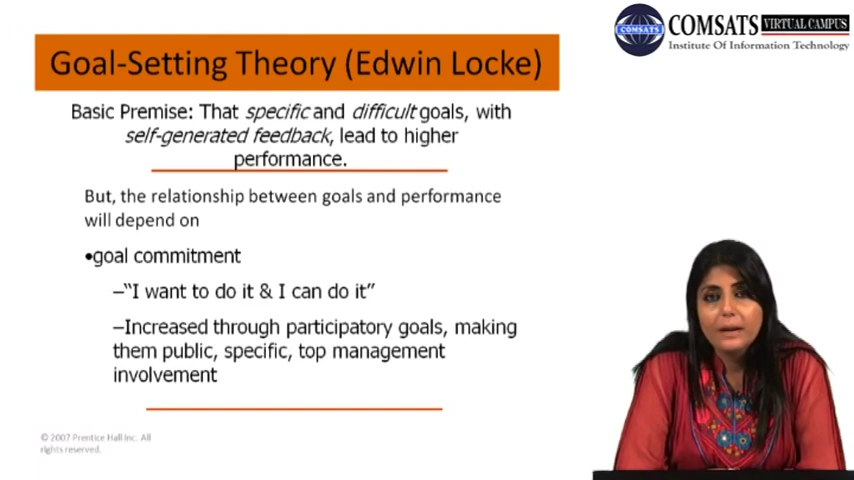 COMSATS VIRTUAL CAMPUS
COMSATS
Institute Of Information Technology
Goal-Setting Theory (Edwin Locke)
Basic Premise: That specific and difficult goals, with
self-generated feedback, lead to higher
performance.
But, the relationship between goals and performance
will depend on
•goal commitment
–“I want to do it & I can do it”
–Increased through participatory goals, making
them public, specific, top management
involvement
© 2007 Prentice Hall Inc. All
rights reserved.